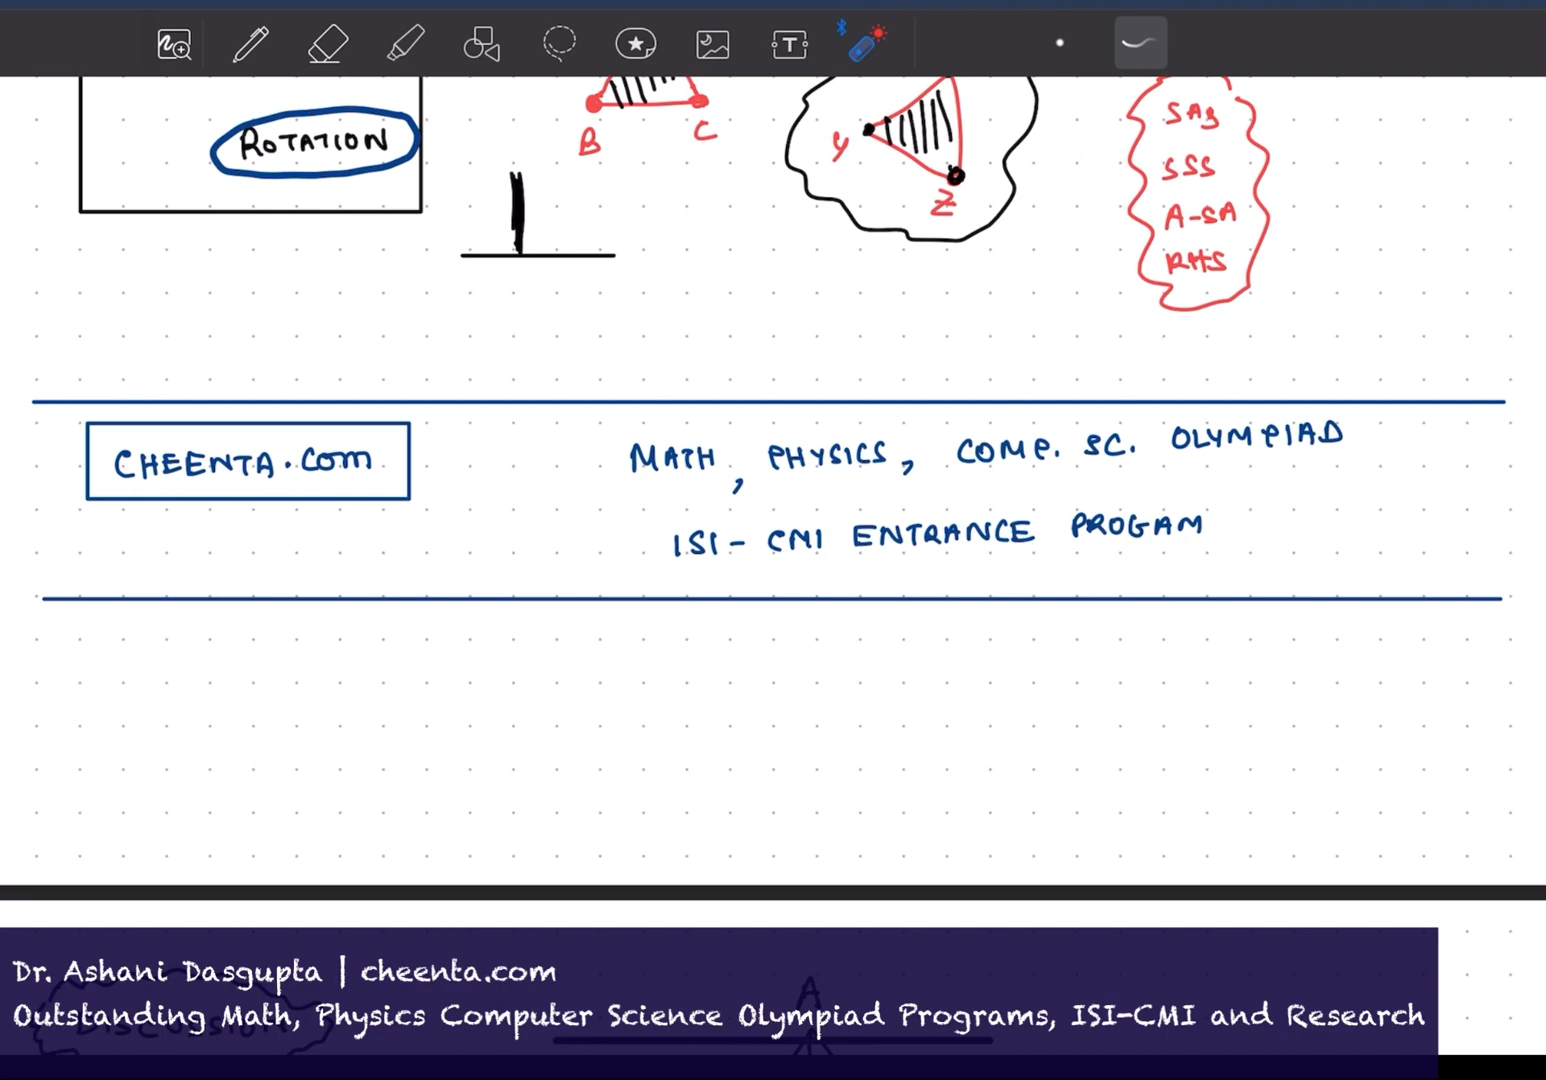 ROTATION
B
C
Y
Z
SAS
SSS
A-SA
RHS
CHEENTA.COM
MATH, PHYSICS, COMP. SC. OLYMPIAD
ISI - CMI ENTRANCE PROGAM
Dr. Ashani Dasgupta | cheenta.com
Outstanding Math, Physics Computer Science Olympiad Programs, ISI-CMI and Research
DISCUSSION
A